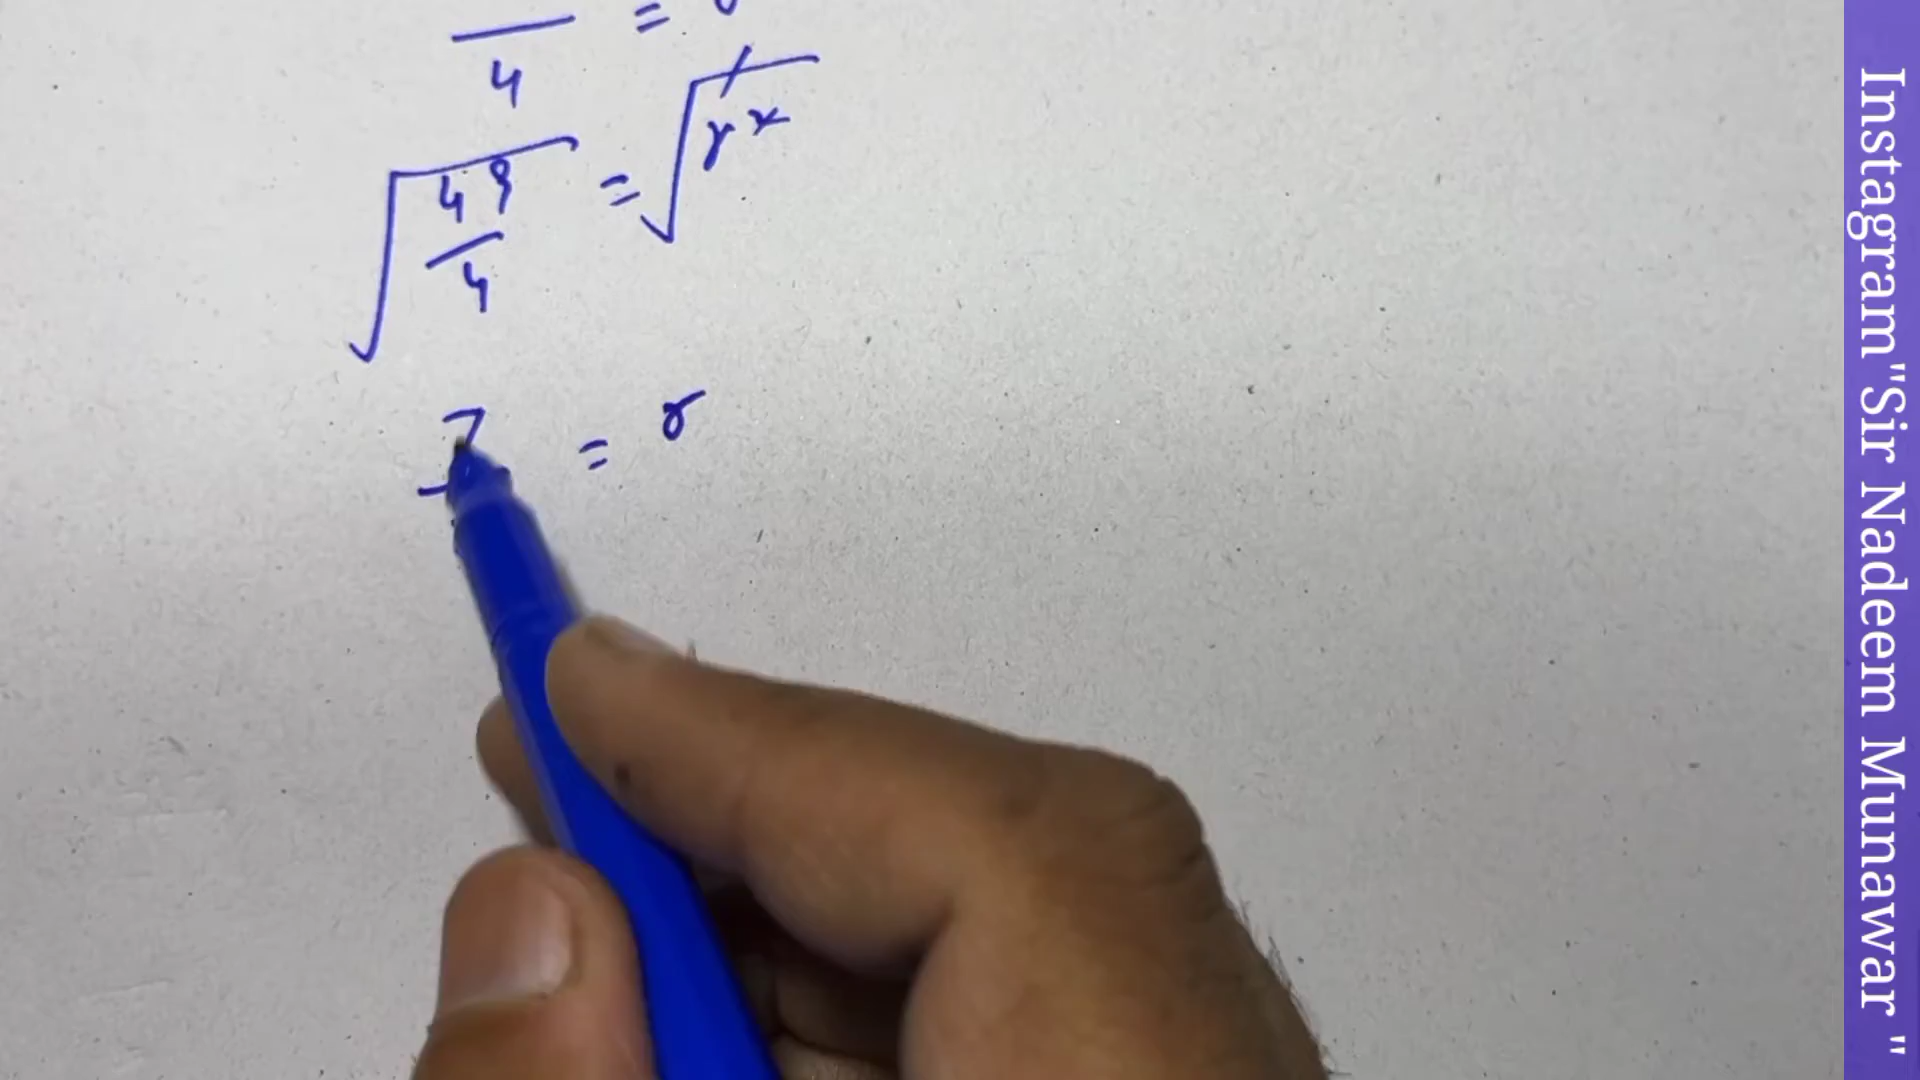 4 =
√(49/4) = √(r²)
7 = r
Instagram"Sir Nadeem Munawar"